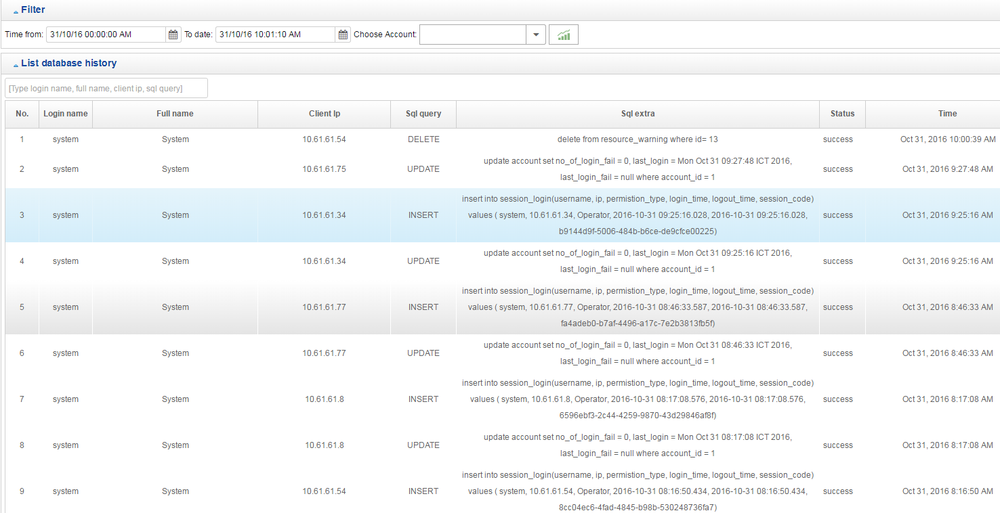 Filter
Time from: 31/10/16 00:00:00 AM To date: 31/10/16 10:01:10 AM Choose Account:
List database history
[Type login name, full name, client ip, sql query]
No. Login name Full name Client Ip Sql query Sql extra Status Time
1 system System 10.61.61.54 DELETE delete from resource_warning where id= 13 success Oct 31, 2016 10:00:39 AM
update account set no_of_login_fail = 0, last_login = Mon Oct 31 09:27:48 ICT 2016,
2 system System 10.61.61.75 UPDATE success Oct 31, 2016 9:27:48 AM
last_login_fail = null where account_id = 1
insert into session_login(username, ip, permistion_type, login_time, logout_time, session_code)
3 system System 10.61.61.34 INSERT values ( system, 10.61.61.34, Operator, 2016-10-31 09:25:16.028, 2016-10-31 09:25:16.028, success Oct 31, 2016 9:25:16 AM
b9144d9f-5006-484b-b6ce-de9cfce00225)
update account set no_of_login_fail = 0, last_login = Mon Oct 31 09:25:16 ICT 2016,
4 system System 10.61.61.34 UPDATE success Oct 31, 2016 9:25:16 AM
last_login_fail = null where account_id = 1
insert into session_login(username, ip, permistion_type, login_time, logout_time, session_code)
5 system System 10.61.61.77 INSERT values ( system, 10.61.61.77, Operator, 2016-10-31 08:46:33.587, 2016-10-31 08:46:33.587, success Oct 31, 2016 8:46:33 AM
fa4adeb0-b7af-4496-a17c-7e2b3813fb5f)
update account set no_of_login_fail = 0, last_login = Mon Oct 31 08:46:33 ICT 2016,
6 system System 10.61.61.77 UPDATE success Oct 31, 2016 8:46:33 AM
last_login_fail = null where account_id = 1
insert into session_login(username, ip, permistion_type, login_time, logout_time, session_code)
7 system System 10.61.61.8 INSERT values ( system, 10.61.61.8, Operator, 2016-10-31 08:17:08.576, 2016-10-31 08:17:08.576, success Oct 31, 2016 8:17:08 AM
6596ebf3-2c44-4259-9870-43d29846af8f)
update account set no_of_login_fail = 0, last_login = Mon Oct 31 08:17:08 ICT 2016,
8 system System 10.61.61.8 UPDATE success Oct 31, 2016 8:17:08 AM
last_login_fail = null where account_id = 1
insert into session_login(username, ip, permistion_type, login_time, logout_time, session_code)
9 system System 10.61.61.54 INSERT values ( system, 10.61.61.54, Operator, 2016-10-31 08:16:50.434, 2016-10-31 08:16:50.434, success Oct 31, 2016 8:16:50 AM
8cc04ec6-4fad-4845-b98b-530248736fa7)